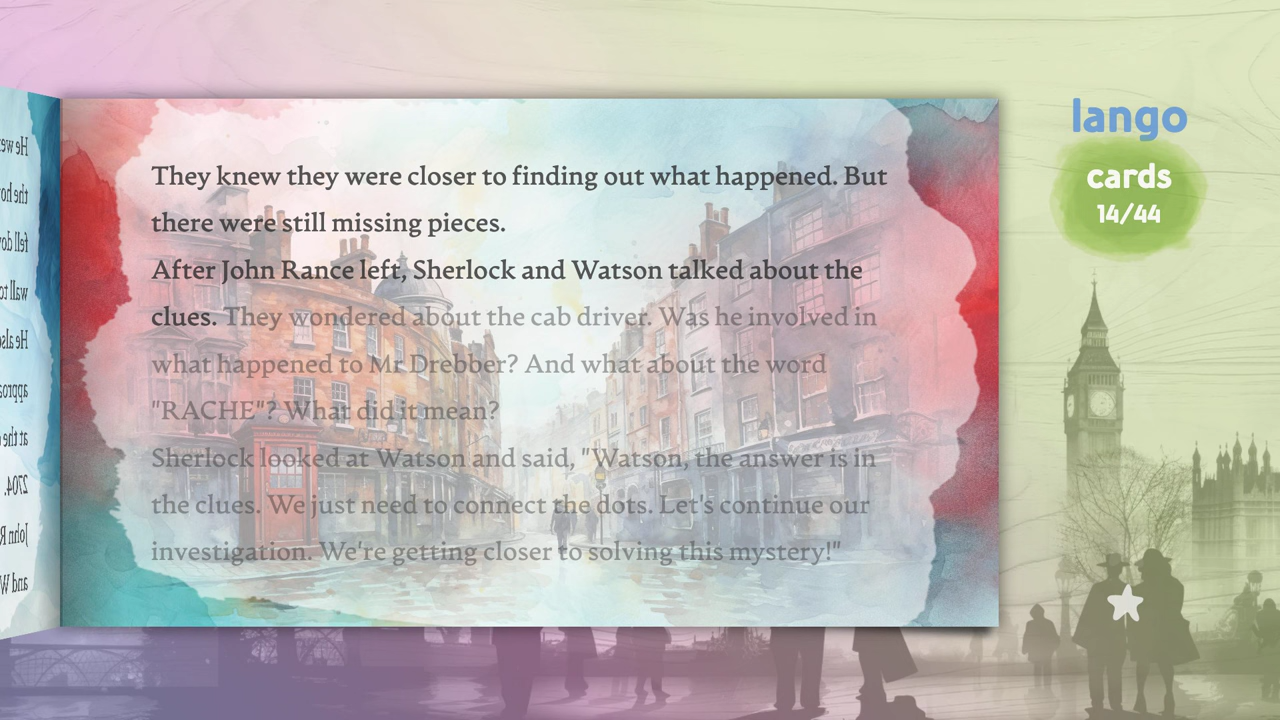 They knew they were closer to finding out what happened. But
there were still missing pieces.
After John Rance left, Sherlock and Watson talked about the
clues. They wondered about the cab driver. Was he involved in
what happened to Mr Drebber? And what about the word
"RACHE"? What did it mean?
Sherlock looked at Watson and said, "Watson, the answer is in
the clues. We just need to connect the dots. Let's continue our
investigation. We're getting closer to solving this mystery!"
lango
cards
14/44